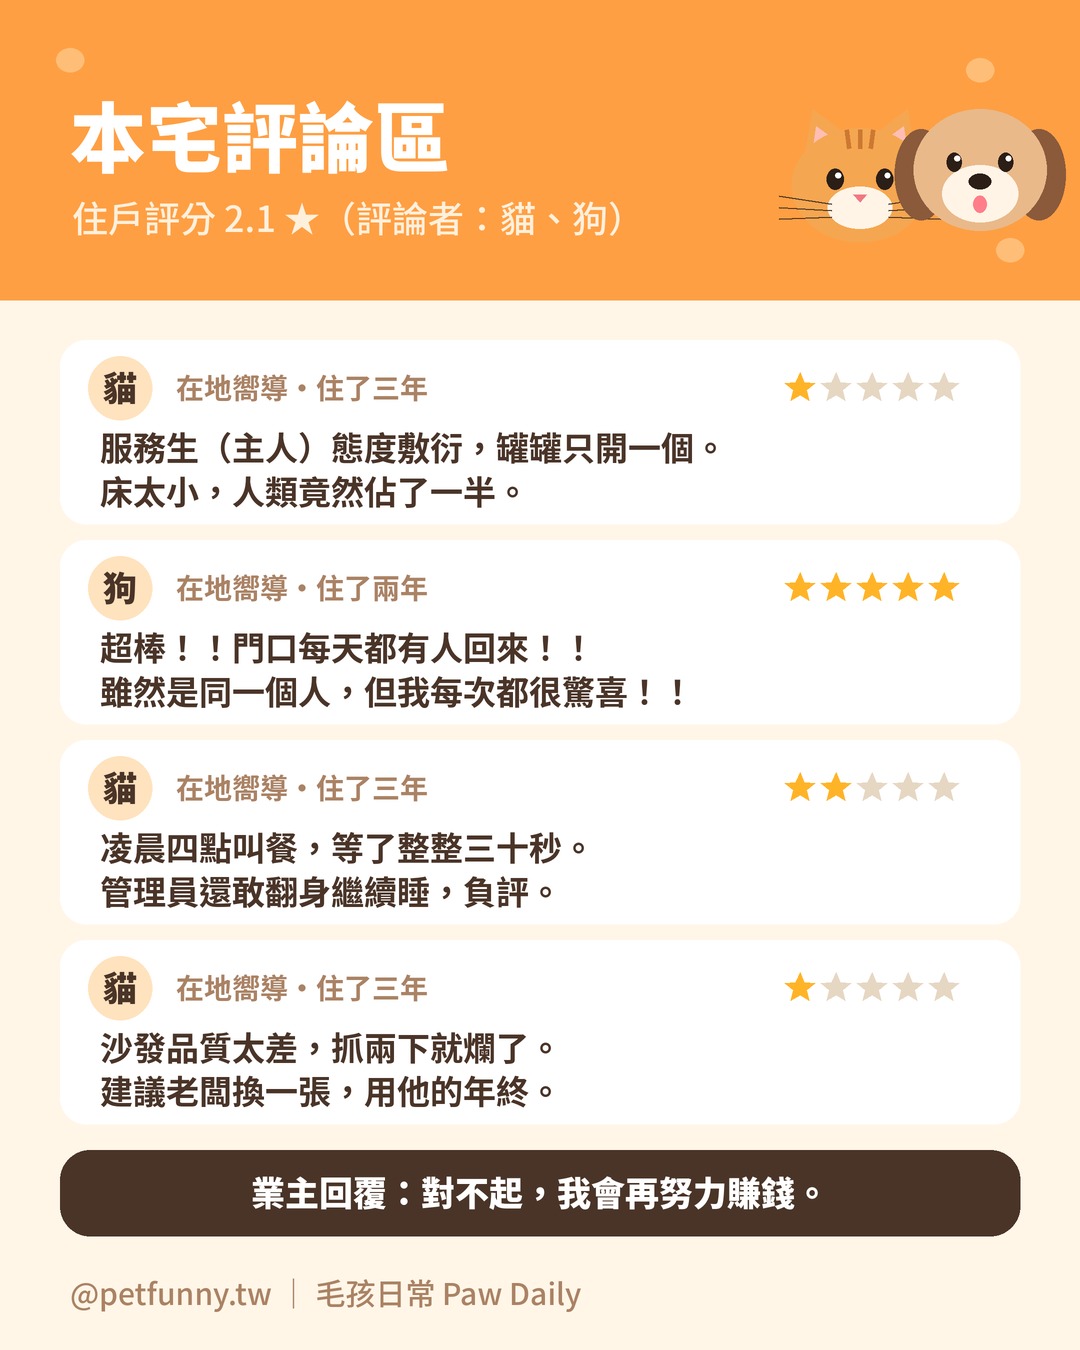 本宅評論區
住戶評分 2.1 ★（評論者：貓、狗）
貓
在地嚮導・住了三年
★★★★★
服務生（主人）態度敷衍，罐罐只開一個。
床太小，人類竟然佔了一半。
狗
在地嚮導・住了兩年
★★★★★
超棒！！門口每天都有人回來！！
雖然是同一個人，但我每次都很驚喜！！
貓
在地嚮導・住了三年
★★★★★
凌晨四點叫餐，等了整整三十秒。
管理員還敢翻身繼續睡，負評。
貓
在地嚮導・住了三年
★★★★★
沙發品質太差，抓兩下就爛了。
建議老闆換一張，用他的年終。
業主回覆：對不起，我會再努力賺錢。
@petfunny.tw｜毛孩日常 Paw Daily